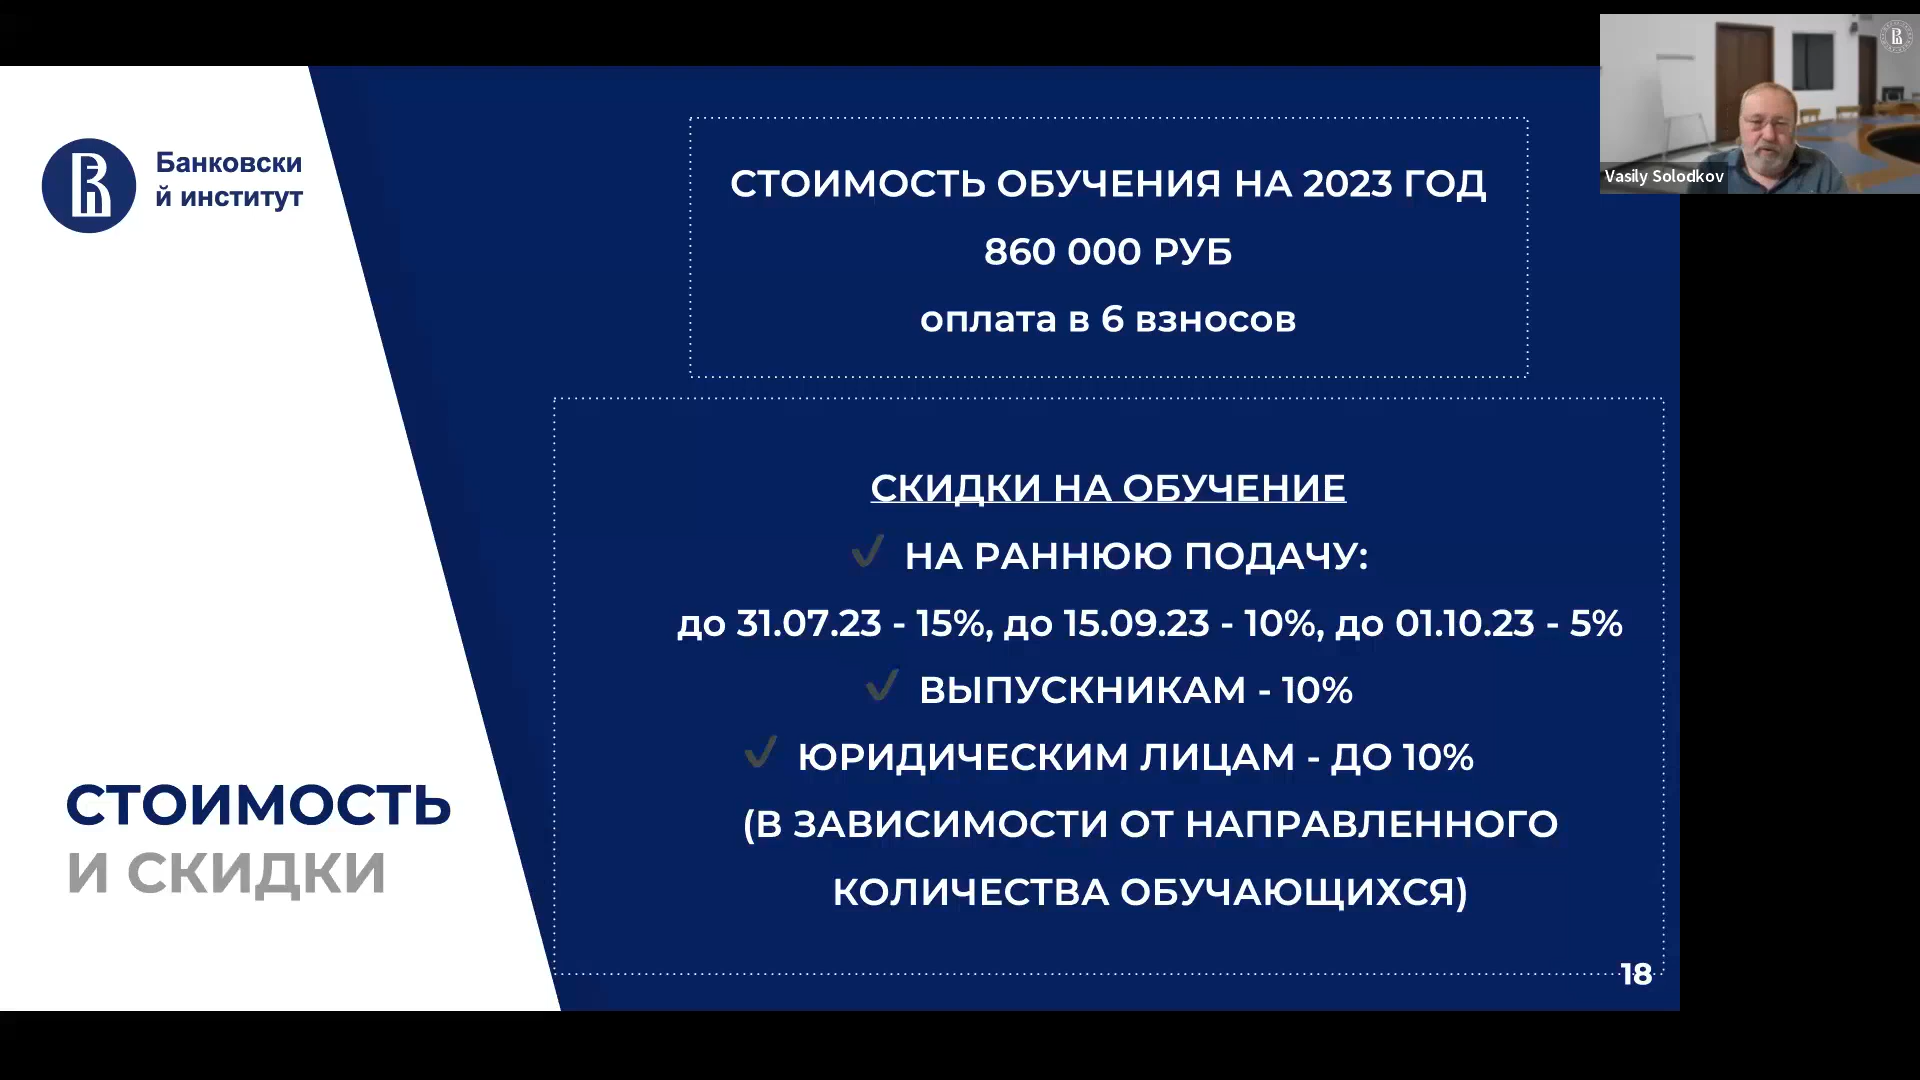 Банковски
й институт
СТОИМОСТЬ
И СКИДКИ
СТОИМОСТЬ ОБУЧЕНИЯ НА 2023 ГОД
860 000 РУБ
оплата в 6 взносов
СКИДКИ НА ОБУЧЕНИЕ
✔ НА РАННЮЮ ПОДАЧУ:
до 31.07.23 - 15%, до 15.09.23 - 10%, до 01.10.23 - 5%
✔ ВЫПУСКНИКАМ - 10%
✔ ЮРИДИЧЕСКИМ ЛИЦАМ - ДО 10%
(В ЗАВИСИМОСТИ ОТ НАПРАВЛЕННОГО
КОЛИЧЕСТВА ОБУЧАЮЩИХСЯ)
18
Vasily Solodkov